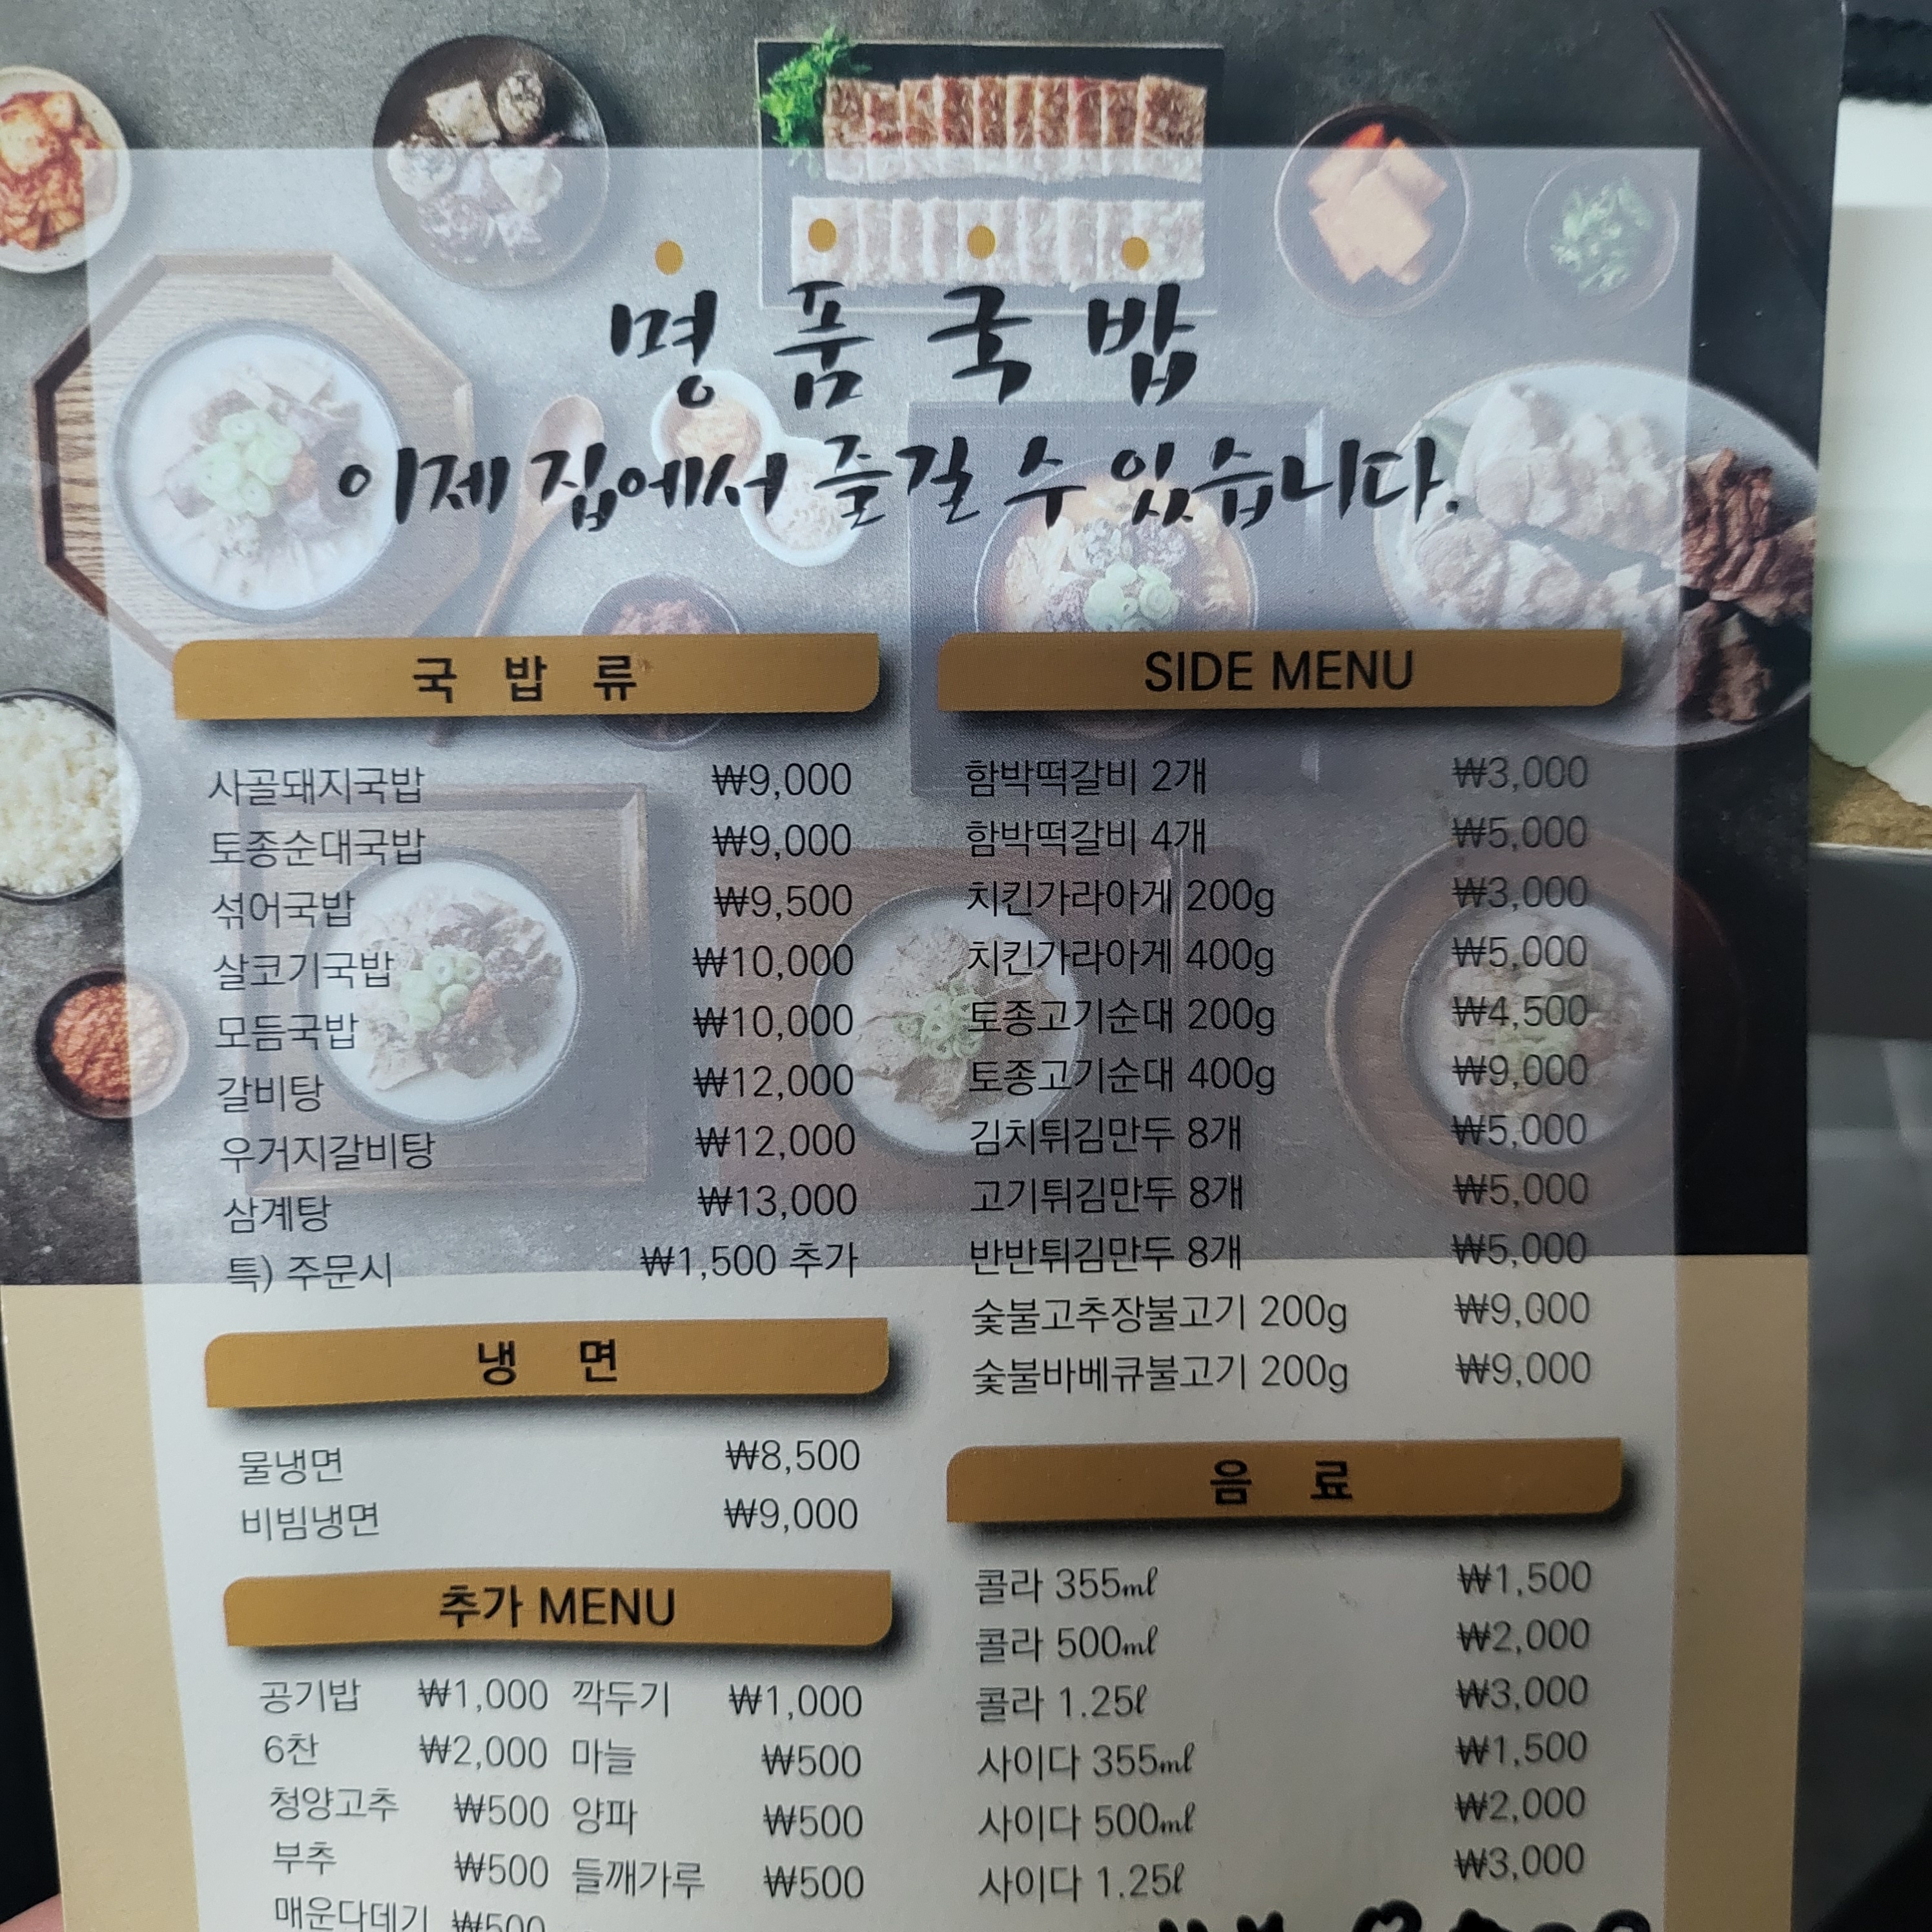 명품국밥
이제 집에서 즐길 수 있습니다.
국 밥 류
사골돼지국밥 ₩9,000
토종순대국밥 ₩9,000
섞어국밥 ₩9,500
살코기국밥 ₩10,000
모듬국밥 ₩10,000
갈비탕 ₩12,000
우거지갈비탕 ₩12,000
삼계탕 ₩13,000
특) 주문시 ₩1,500 추가
냉 면
물냉면 ₩8,500
비빔냉면 ₩9,000
추가 MENU
공기밥 ₩1,000 깍두기 ₩1,000
6찬 ₩2,000 마늘 ₩500
청양고추 ₩500 양파 ₩500
부추 ₩500 들깨가루 ₩500
매운다데기 ₩500
SIDE MENU
함박떡갈비 2개 ₩3,000
함박떡갈비 4개 ₩5,000
치킨가라아게 200g ₩3,000
치킨가라아게 400g ₩5,000
토종고기순대 200g ₩4,500
토종고기순대 400g ₩9,000
김치튀김만두 8개 ₩5,000
고기튀김만두 8개 ₩5,000
반반튀김만두 8개 ₩5,000
숯불고추장불고기 200g ₩9,000
숯불바베큐불고기 200g ₩9,000
음 료
콜라 355㎖ ₩1,500
콜라 500㎖ ₩2,000
콜라 1.25ℓ ₩3,000
사이다 355㎖ ₩1,500
사이다 500㎖ ₩2,000
사이다 1.25ℓ ₩3,000